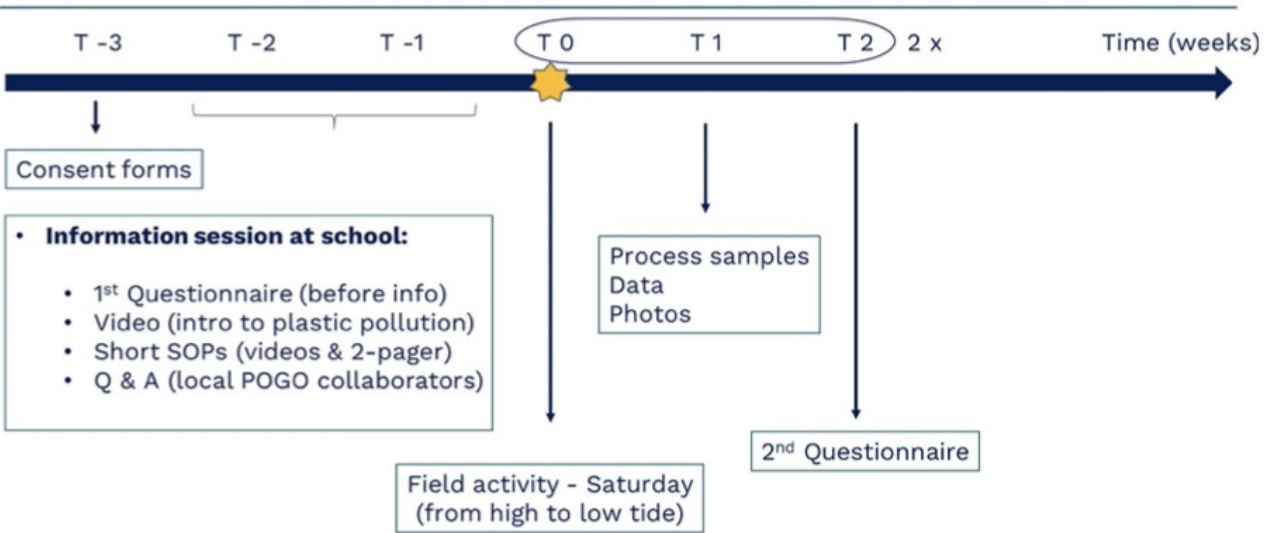 T -3 T -2 T -1 T 0 T 1 T 2 2 x Time (weeks)
Consent forms
• Information session at school:
• 1st Questionnaire (before info)
• Video (intro to plastic pollution)
• Short SOPs (videos & 2-pager)
• Q & A (local POGO collaborators)
Process samples
Data
Photos
2nd Questionnaire
Field activity - Saturday
(from high to low tide)